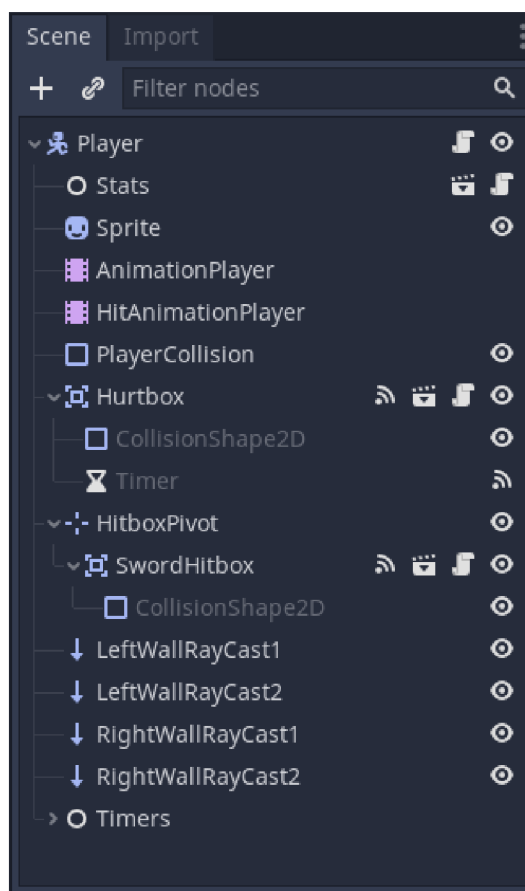 Scene Import
Filter nodes
Player
Stats
Sprite
AnimationPlayer
HitAnimationPlayer
PlayerCollision
Hurtbox
CollisionShape2D
Timer
HitboxPivot
SwordHitbox
CollisionShape2D
LeftWallRayCast1
LeftWallRayCast2
RightWallRayCast1
RightWallRayCast2
Timers